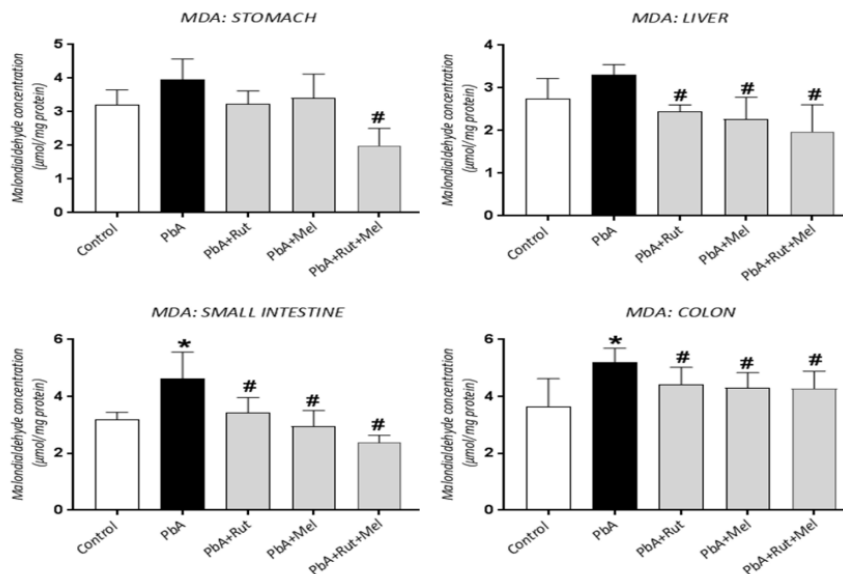 MDA: STOMACH
Malondialdehyde concentration
(µmol/mg protein)
5
4
3
2
1
0
#
Control
PbA
PbA+Rut
PbA+Mel
PbA+Rut+Mel
MDA: LIVER
Malondialdehyde concentration
(µmol/mg protein)
4
3
2
1
0
#
#
#
Control
PbA
PbA+Rut
PbA+Mel
PbA+Rut+Mel
MDA: SMALL INTESTINE
Malondialdehyde concentration
(µmol/mg protein)
6
4
2
0
*
#
#
#
Control
PbA
PbA+Rut
PbA+Mel
PbA+Rut+Mel
MDA: COLON
Malondialdehyde concentration
(µmol/mg protein)
6
4
2
0
*
#
#
#
Control
PbA
PbA+Rut
PbA+Mel
PbA+Rut+Mel